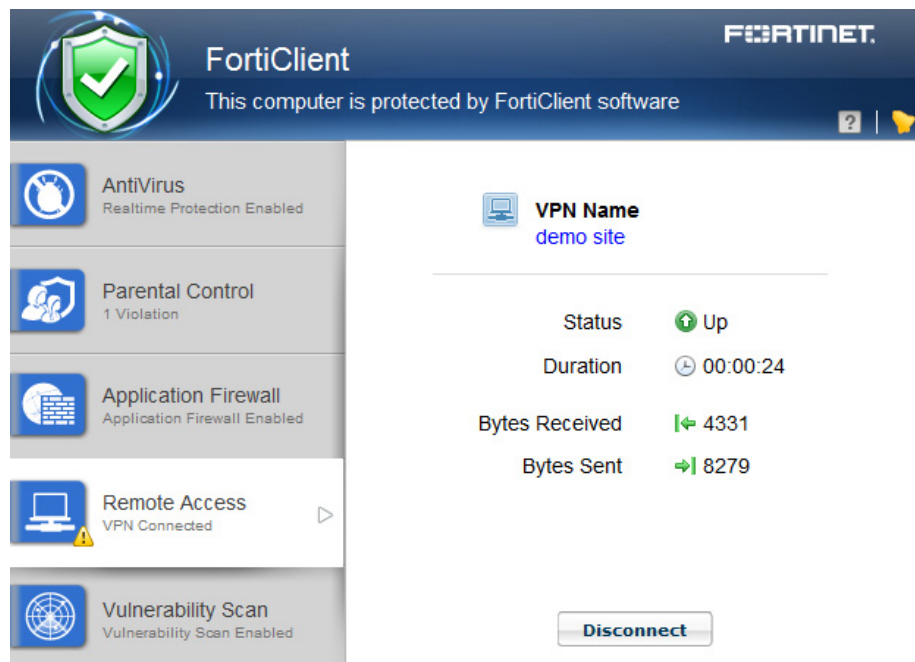 FORTINET
FortiClient
This computer is protected by FortiClient software
?
AntiVirus
Realtime Protection Enabled
Parental Control
1 Violation
Application Firewall
Application Firewall Enabled
Remote Access
VPN Connected
Vulnerability Scan
Vulnerability Scan Enabled
VPN Name
demo site
Status Up
Duration 00:00:24
Bytes Received 4331
Bytes Sent 8279
Disconnect